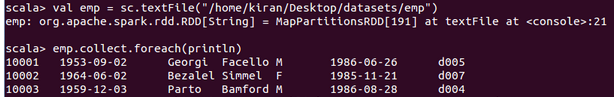 scala> val emp = sc.textFile("/home/kiran/Desktop/datasets/emp")
emp: org.apache.spark.rdd.RDD[String] = MapPartitionsRDD[191] at textFile at <console>:21
scala> emp.collect.foreach(println)
10001 1953-09-02 Georgi Facello M 1986-06-26 d005
10002 1964-06-02 Bezalel Simmel F 1985-11-21 d007
10003 1959-12-03 Parto Bamford M 1986-08-28 d004